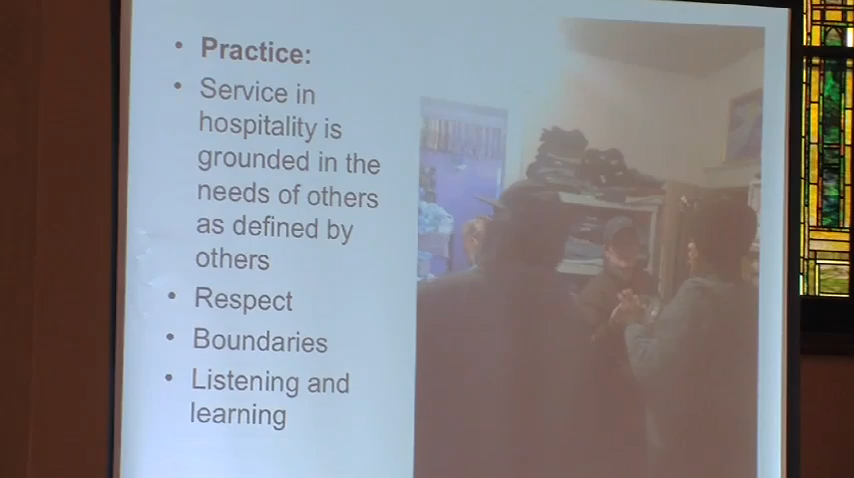 • Practice:
• Service in
hospitality is
grounded in the
needs of others
as defined by
others
• Respect
• Boundaries
• Listening and
learning